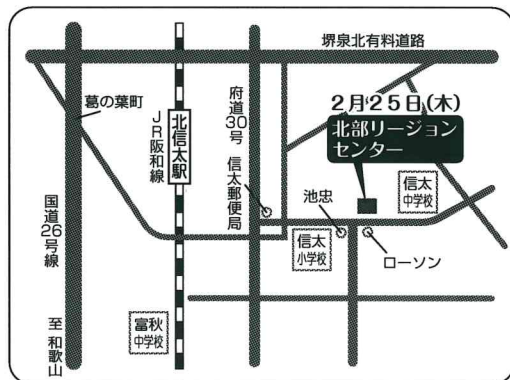 堺泉北有料道路
葛の葉町
北信太駅
JR阪和線
府道30号
信太郵便局
2月25日(木)
北部リージョン
センター
池忠
信太
中学校
信太
小学校
ローソン
国道26号線
至 和歌山
富秋
中学校